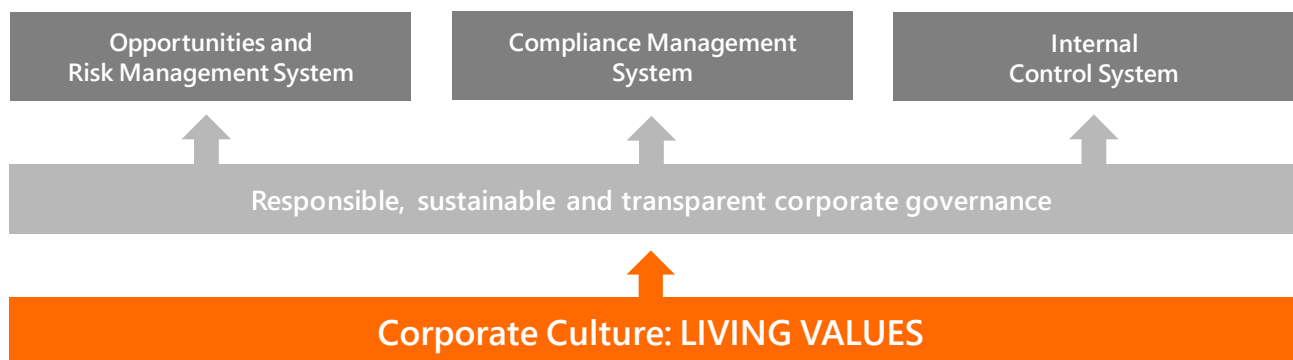 Opportunities and
Risk Management System
Compliance Management
System
Internal
Control System
Responsible, sustainable and transparent corporate governance
Corporate Culture: LIVING VALUES